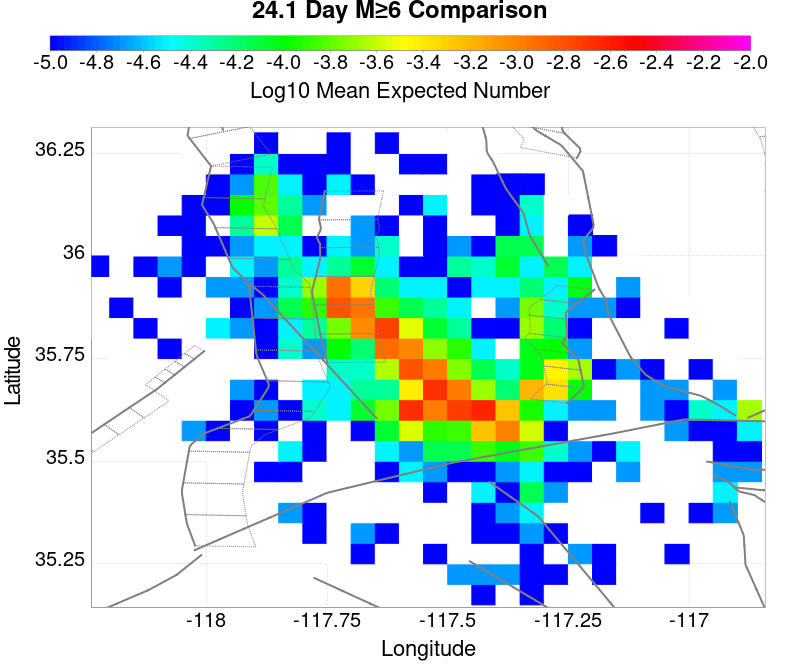 24.1 Day M≥6 Comparison
-5.0 -4.8 -4.6 -4.4 -4.2 -4.0 -3.8 -3.6 -3.4 -3.2 -3.0 -2.8 -2.6 -2.4 -2.2 -2.0
Log10 Mean Expected Number
36.25
36
35.75
35.5
35.25
Latitude
-118 -117.75 -117.5 -117.25 -117
Longitude